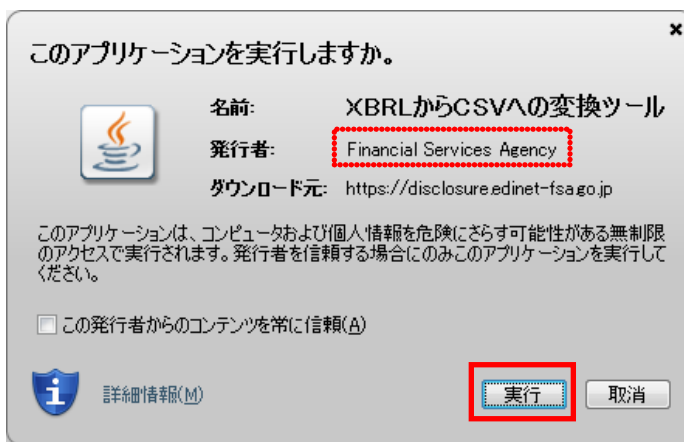 このアプリケーションを実行しますか。
名前: XBRLからCSVへの変換ツール
発行者: Financial Services Agency
ダウンロード元: https://disclosure.edinet-fsa.go.jp
このアプリケーションは、コンピュータおよび個人情報を危険にさらす可能性がある無制限
のアクセスで実行されます。発行者を信頼する場合にのみこのアプリケーションを実行して
ください。
この発行者からのコンテンツを常に信頼(A)
詳細情報(M)
実行 取消